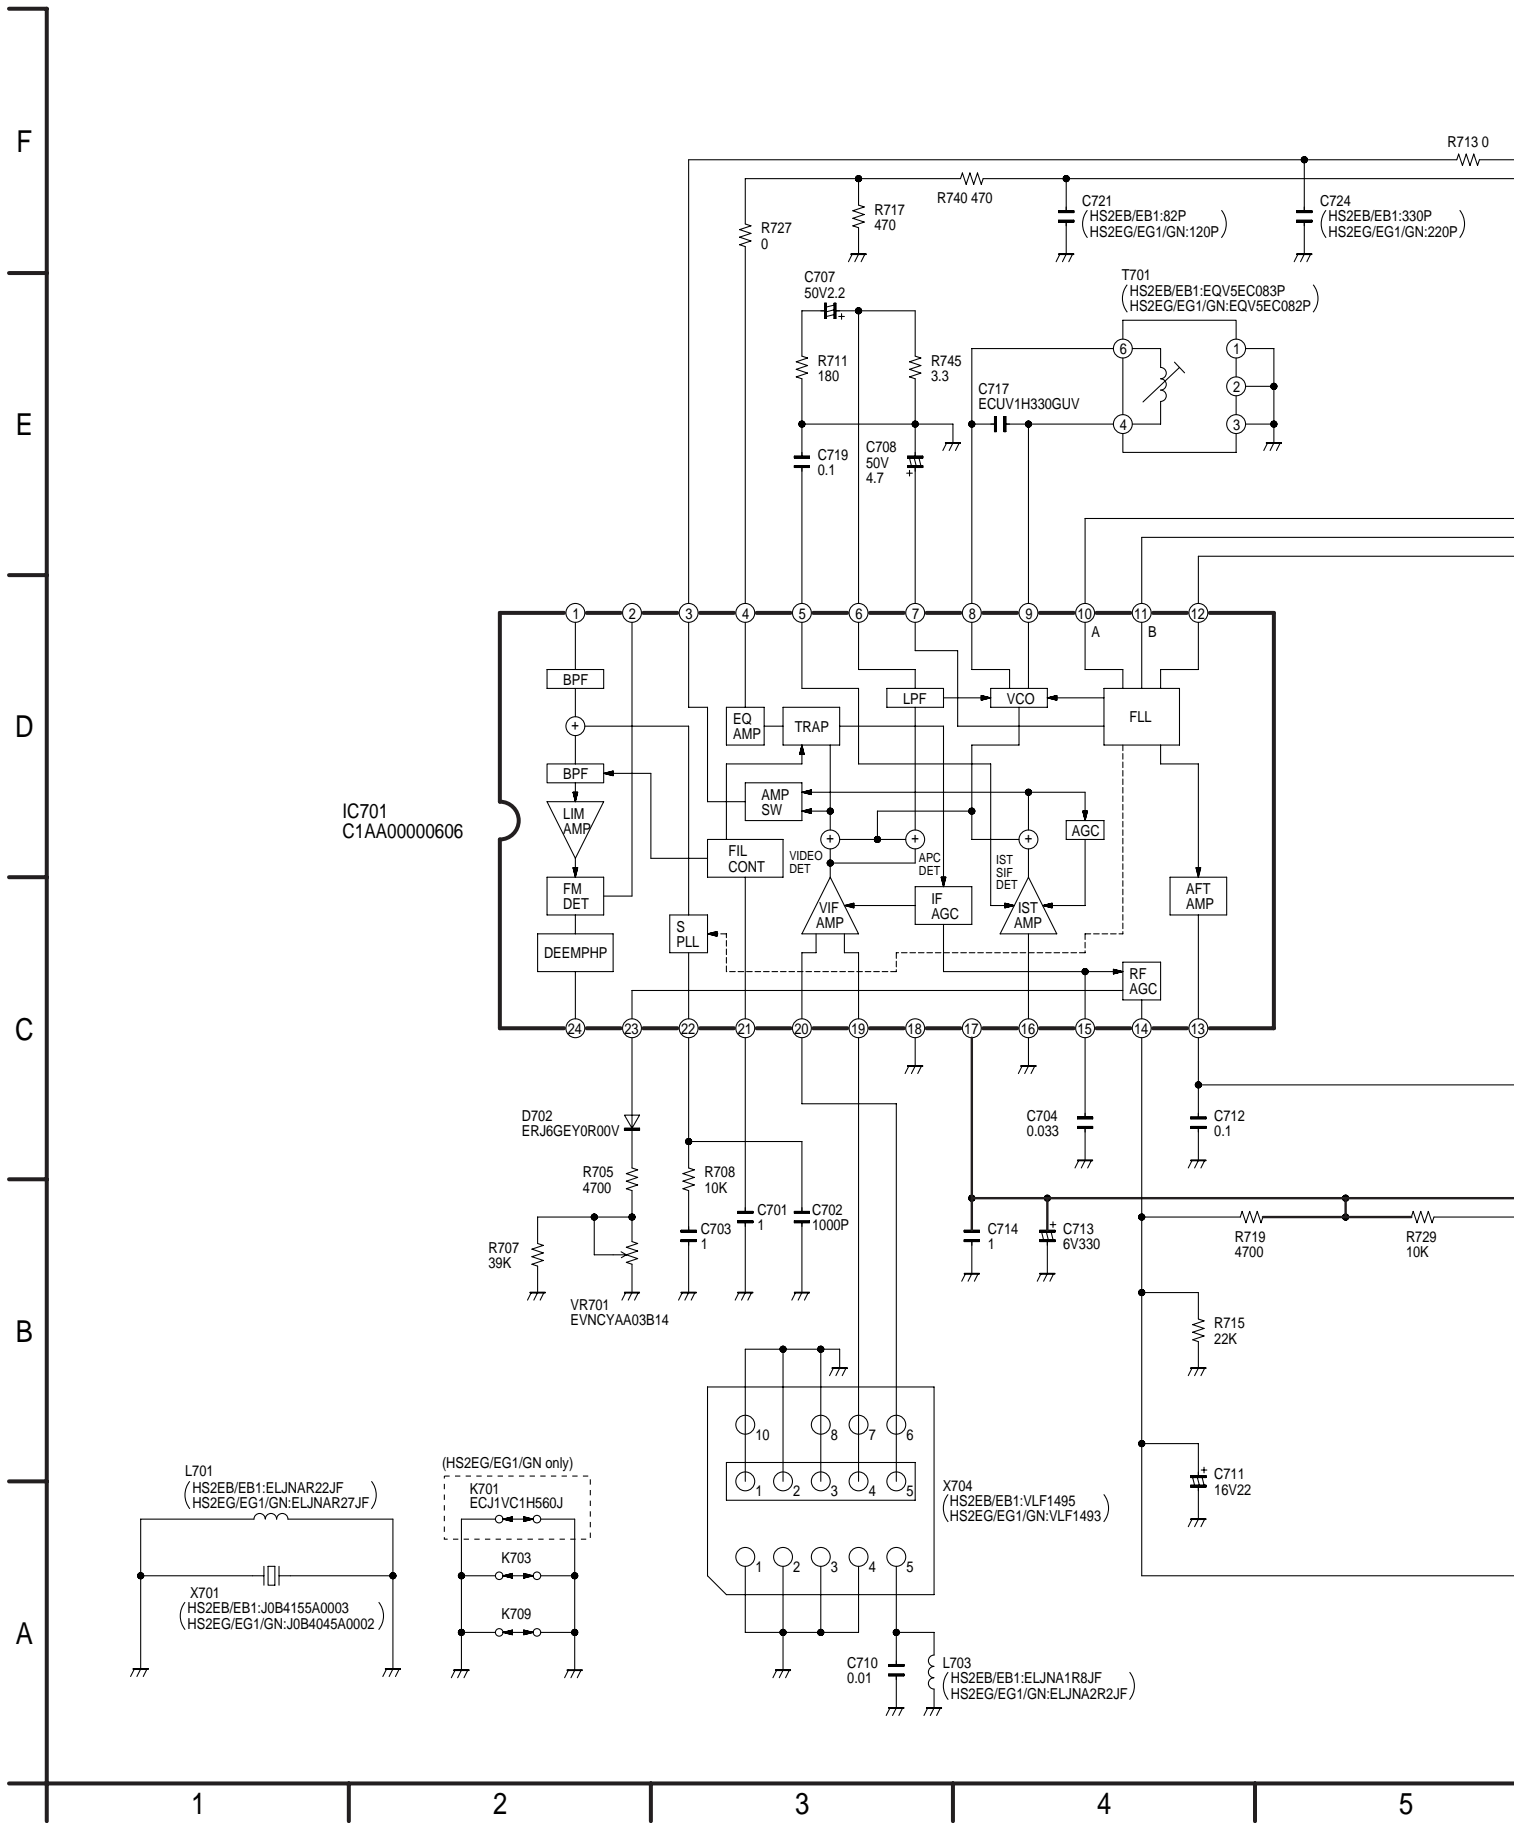 F
R713 0
R727
0
R717
470
R740 470
C721
(HS2EB/EB1:82P
HS2EG/EG1/GN:120P)
C724
(HS2EB/EB1:330P
HS2EG/EG1/GN:220P)
C707
50V2.2
+
T701
(HS2EB/EB1:EQV5EC083P
HS2EG/EG1/GN:EQV5EC082P)
R711
180
R745
3.3
C717
ECUV1H330GUV
6
4
1
2
3
E
C719
0.1
C708
50V
4.7
+
1 2 3 4 5 6 7 8 9 10 11 12
A B
D
IC701
C1AA00000606
BPF
+
BPF
LIM
AMP
FM
DET
DEEMPHP
EQ
AMP
TRAP
AMP
SW
FIL
CONT
S
PLL
LPF
VCO
FLL
+
+
+
VIDEO
DET
APC
DET
IST
SIF
DET
AGC
VIF
AMP
IF
AGC
IST
AMP
AFT
AMP
RF
AGC
C
24 23 22 21 20 19 18 17 16 15 14 13
D702
ERJ6GEY0R00V
R705
4700
R708
10K
C704
0.033
C712
0.1
R707
39K
C703
1
C701
1
C702
1000P
C714
1
+
C713
6V330
R719
4700
R729
10K
VR701
EVNCYAA03B14
B
R715
22K
10 8 7 6
1 2 3 4 5
1 2 3 4 5
X704
(HS2EB/EB1:VLF1495
HS2EG/EG1/GN:VLF1493)
+
C711
16V22
L701
(HS2EB/EB1:ELJNAR22JF
HS2EG/EG1/GN:ELJNAR27JF)
(HS2EG/EG1/GN only)
K701
ECJ1VC1H560J
K703
K709
X701
(HS2EB/EB1:J0B4155A0003
HS2EG/EG1/GN:J0B4045A0002)
A
C710
0.01
L703
(HS2EB/EB1:ELJNA1R8JF
HS2EG/EG1/GN:ELJNA2R2JF)
1 2 3 4 5